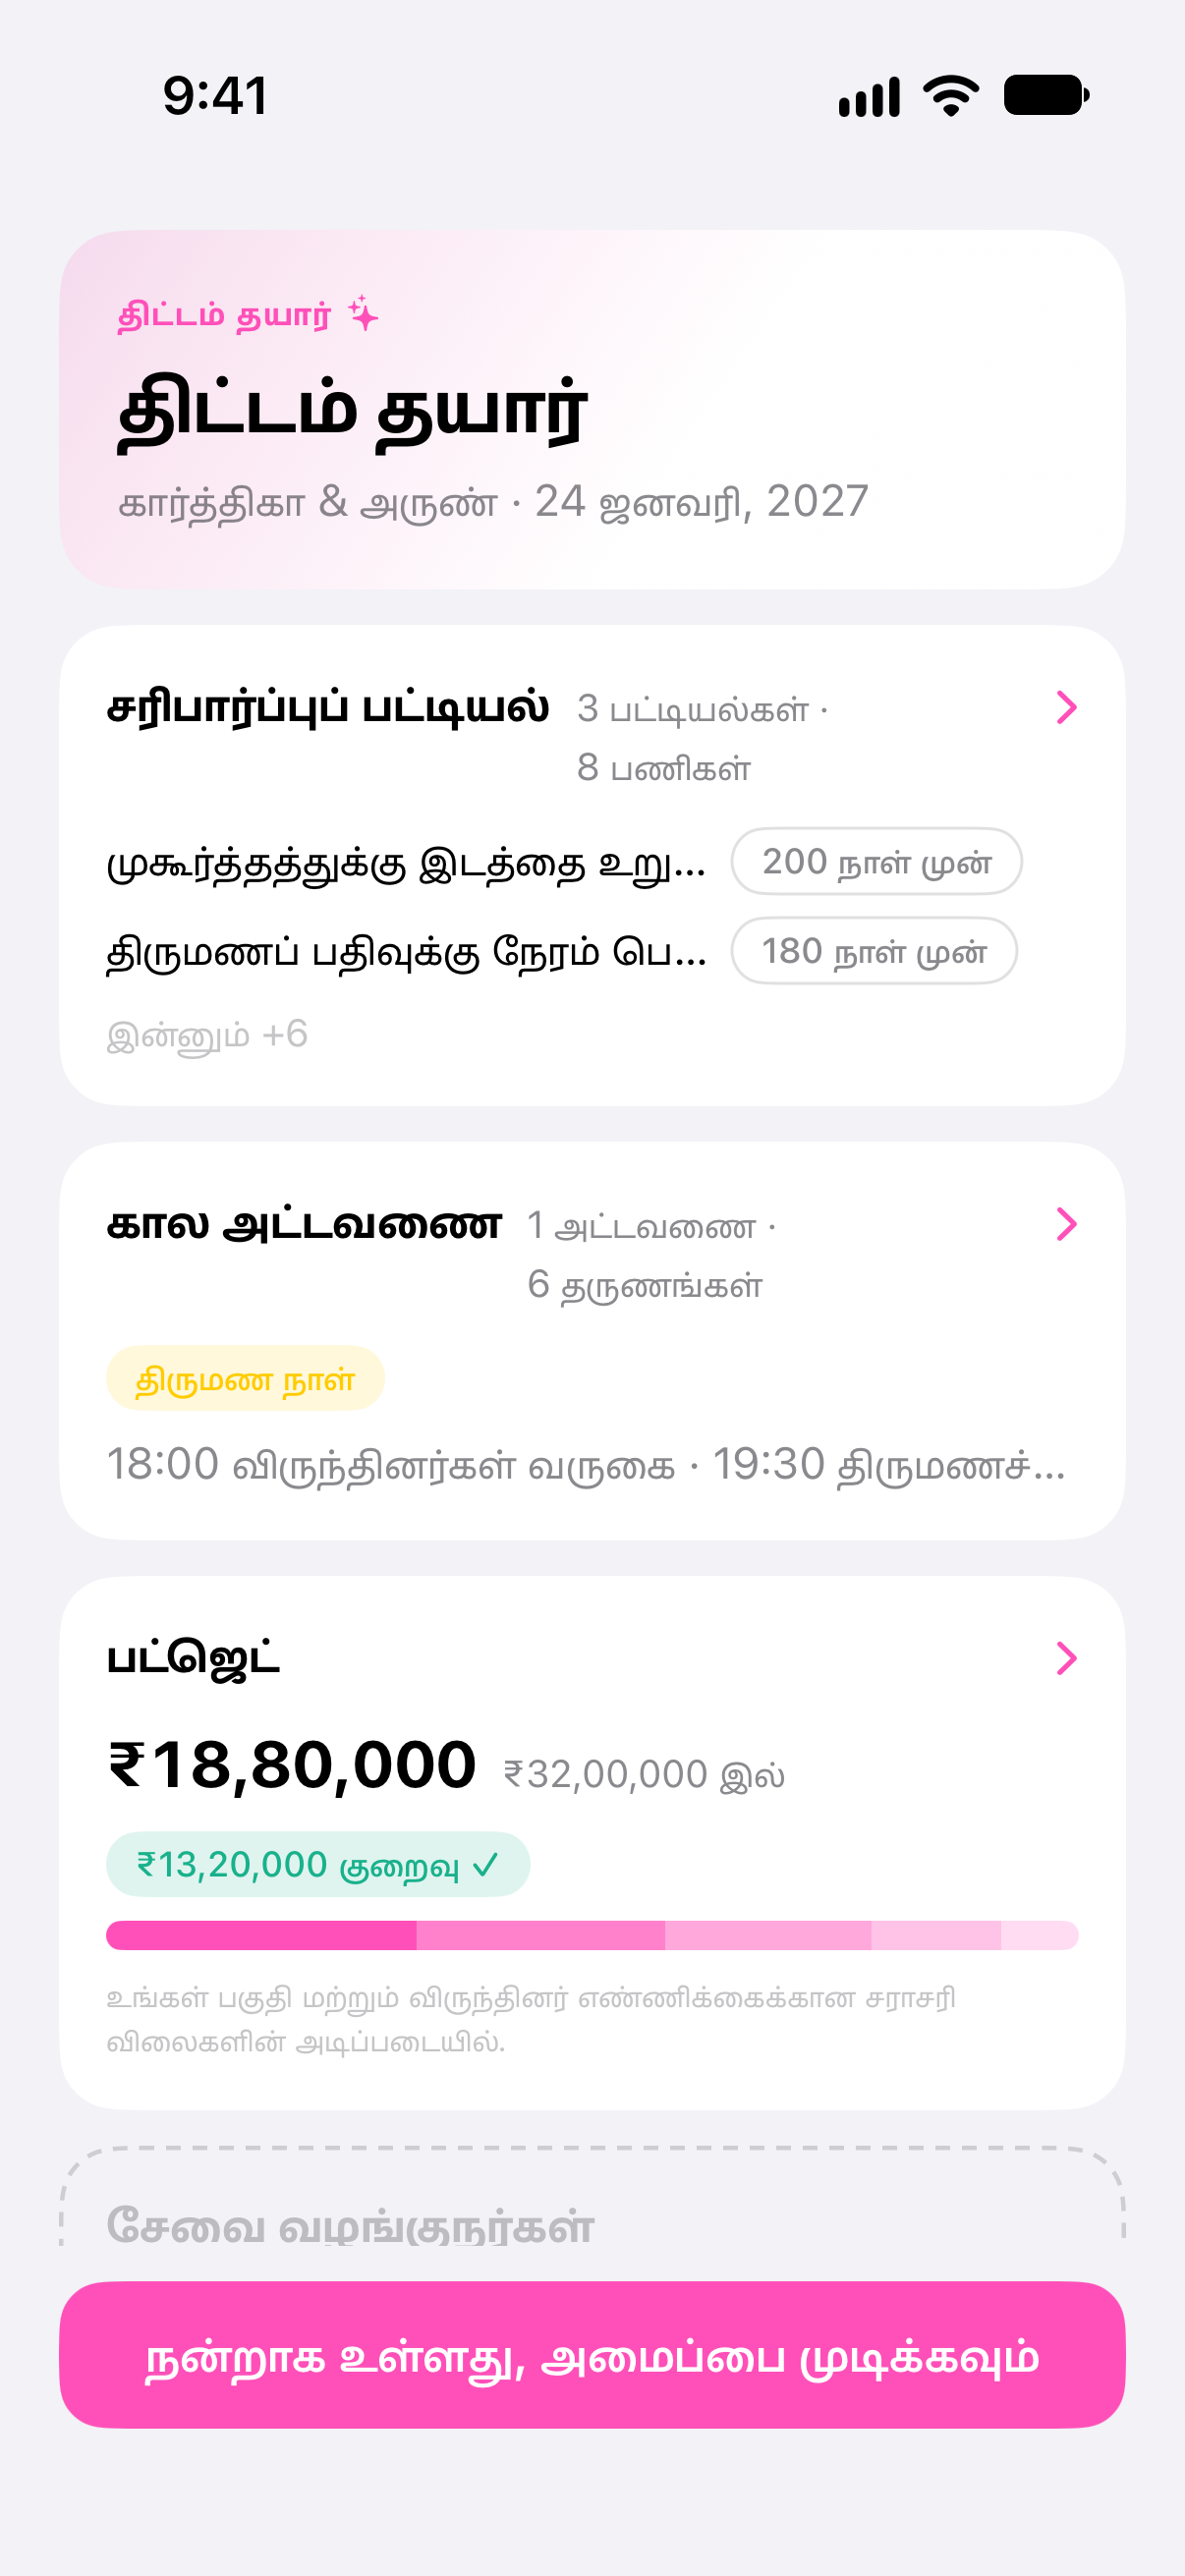 9:41
திட்டம் தயார்
திட்டம் தயார்
கார்த்திகா & அருண் · 24 ஜனவரி, 2027
சரிபார்ப்புப் பட்டியல் 3 பட்டியல்கள் ·
8 பணிகள்
முகூர்த்தத்துக்கு இடத்தை உறு... 200 நாள் முன்
திருமணப் பதிவுக்கு நேரம் பெ... 180 நாள் முன்
இன்னும் +6
கால அட்டவணை 1 அட்டவணை ·
6 தருணங்கள்
திருமண நாள்
18:00 விருந்தினர்கள் வருகை · 19:30 திருமணச்...
பட்ஜெட்
₹18,80,000 ₹32,00,000 இல்
₹13,20,000 குறைவு ✓
உங்கள் பகுதி மற்றும் விருந்தினர் எண்ணிக்கைக்கான சராசரி
விலைகளின் அடிப்படையில்.
சேவை வழங்குநர்கள்
நன்றாக உள்ளது, அமைப்பை முடிக்கவும்